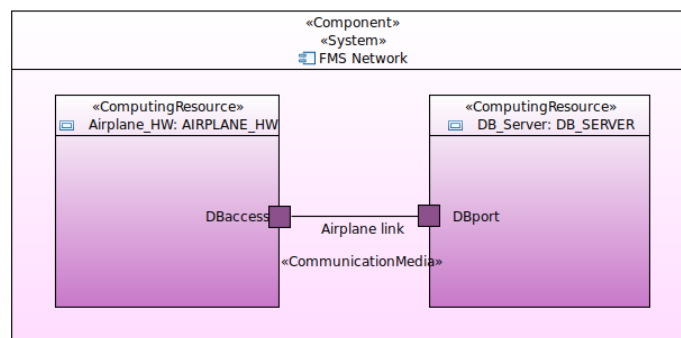 «Component»
«System»
FMS Network
«ComputingResource»
Airplane_HW: AIRPLANE_HW
«ComputingResource»
DB_Server: DB_SERVER
DBaccess
DBport
Airplane link
«CommunicationMedia»